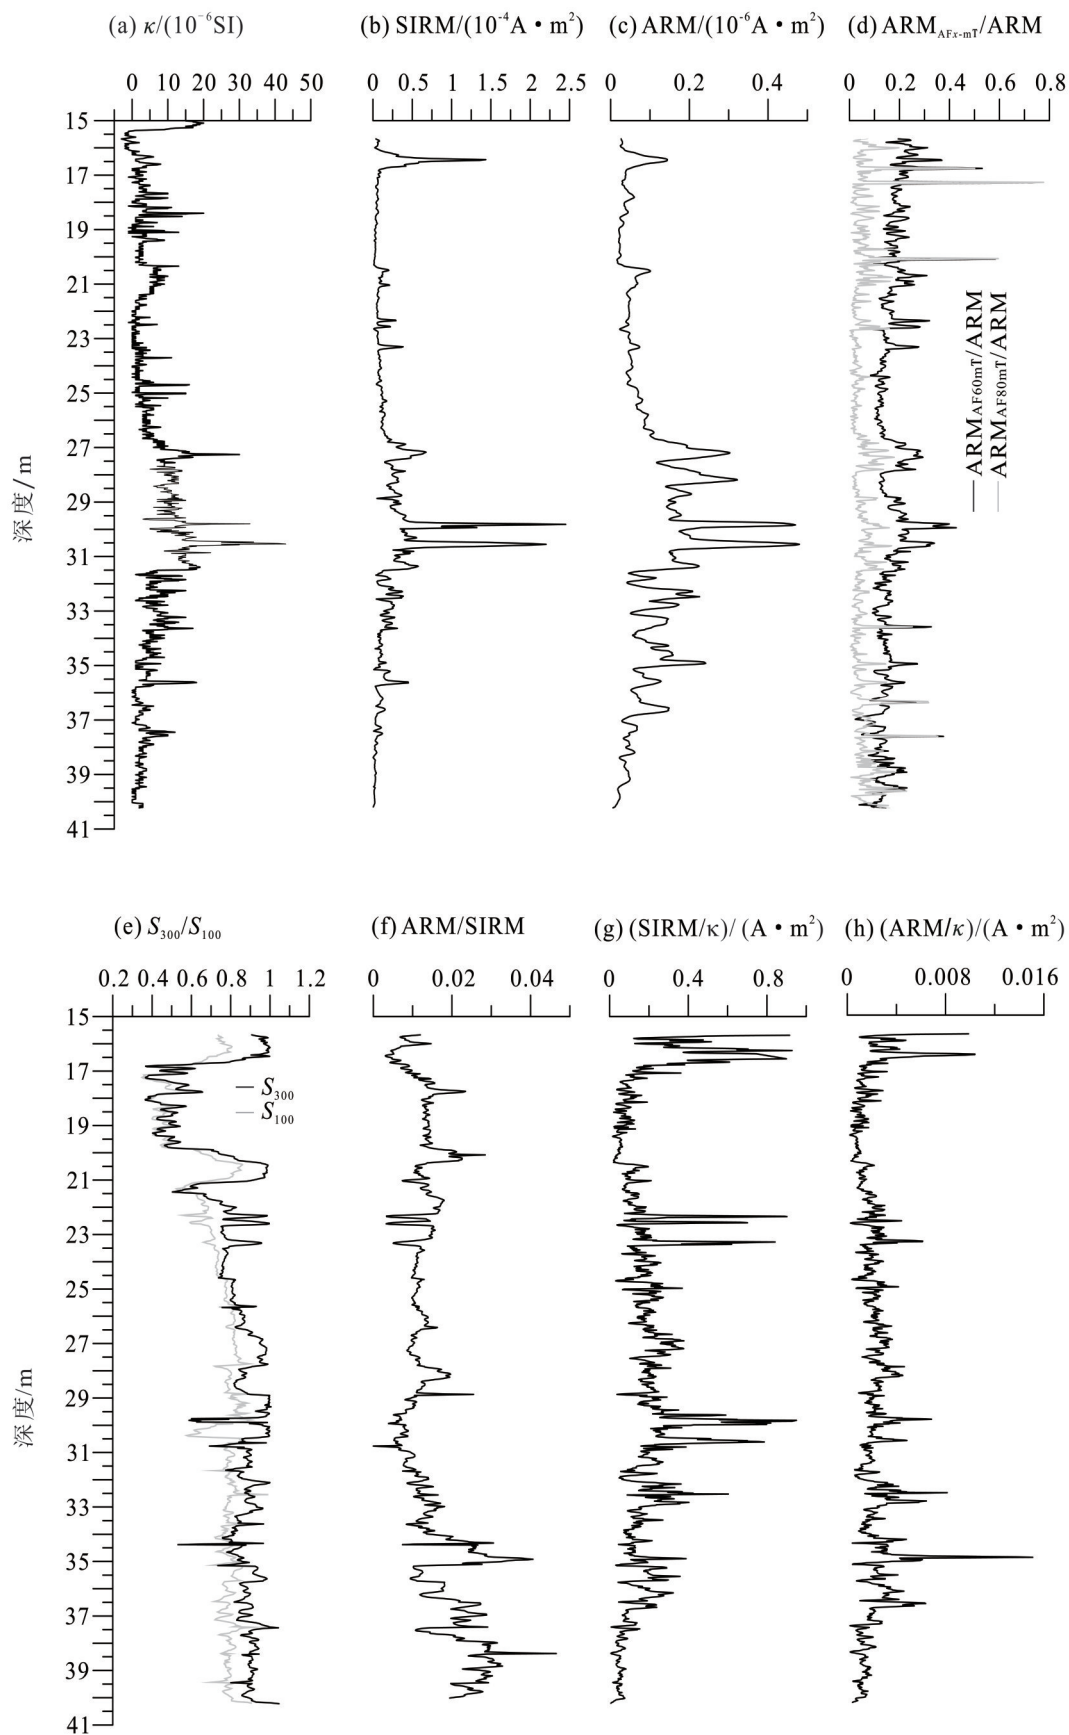 (a) κ/(10⁻⁶SI) (b) SIRM/(10⁻⁴A • m²) (c) ARM/(10⁻⁶A • m²) (d) ARM_AFx-mT/ARM
0 10 20 30 40 50 0 0.5 1 1.5 2 2.5 0 0.2 0.4 0 0.2 0.4 0.6 0.8
15
17
19
21
23
25
27
29
31
33
35
37
39
41
深度/m
ARM_AF60mT/ARM
ARM_AF80mT/ARM
(e) S₃₀₀/S₁₀₀ (f) ARM/SIRM (g) (SIRM/κ)/(A • m²) (h) (ARM/κ)/(A • m²)
0.2 0.4 0.6 0.8 1 1.2 0 0.02 0.04 0 0.4 0.8 0 0.008 0.016
15
17
19
21
23
25
27
29
31
33
35
37
39
41
深度/m
S₃₀₀
S₁₀₀